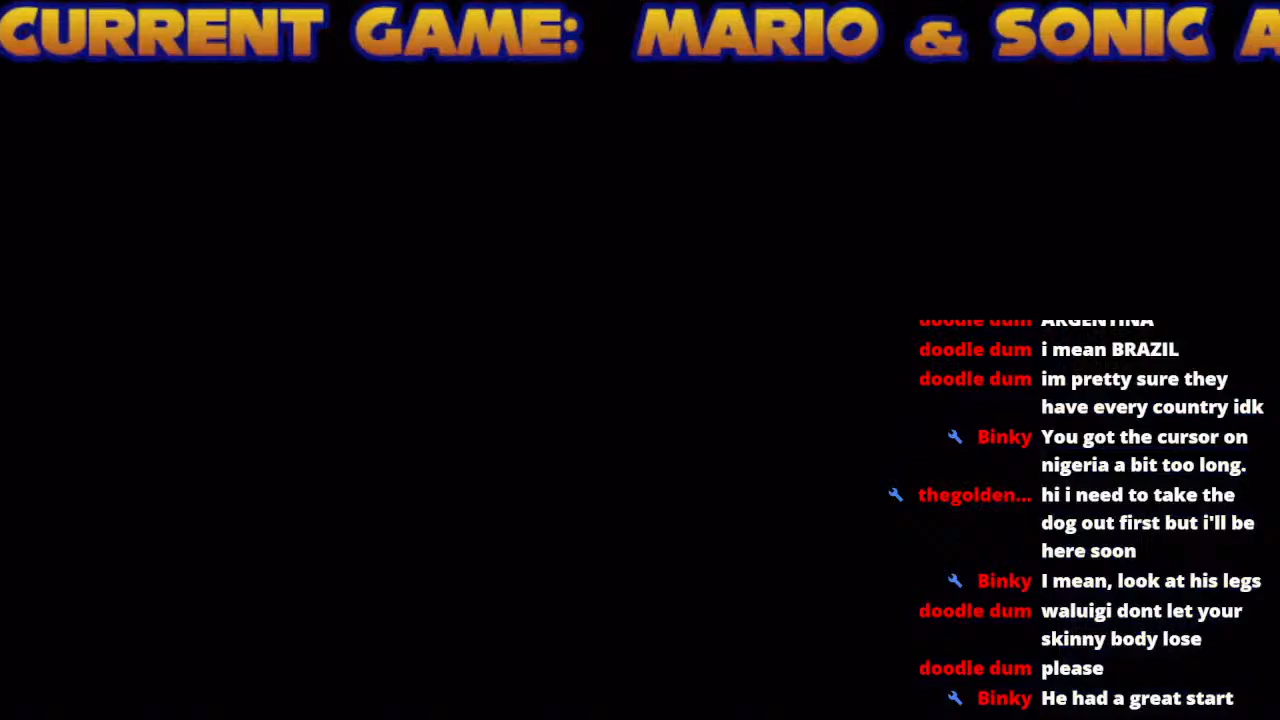 CURRENT GAME: MARIO & SONIC A
doodle dum ARGENTINA
doodle dum i mean BRAZIL
doodle dum im pretty sure they
have every country idk
Binky You got the cursor on
nigeria a bit too long.
thegolden... hi i need to take the
dog out first but i'll be
here soon
Binky I mean, look at his legs
doodle dum waluigi dont let your
skinny body lose
doodle dum please
Binky He had a great start